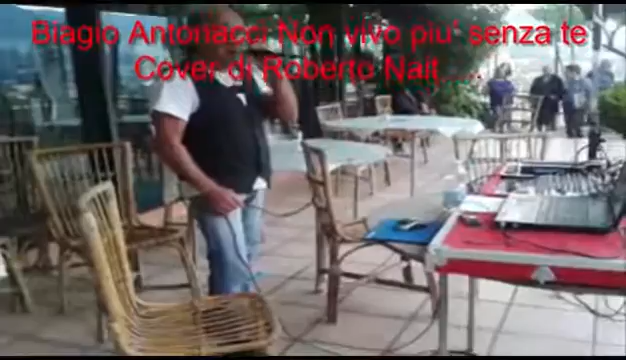 Biagio Antonacci Non vivo piu' senza te
Cover di Roberto Nait ....